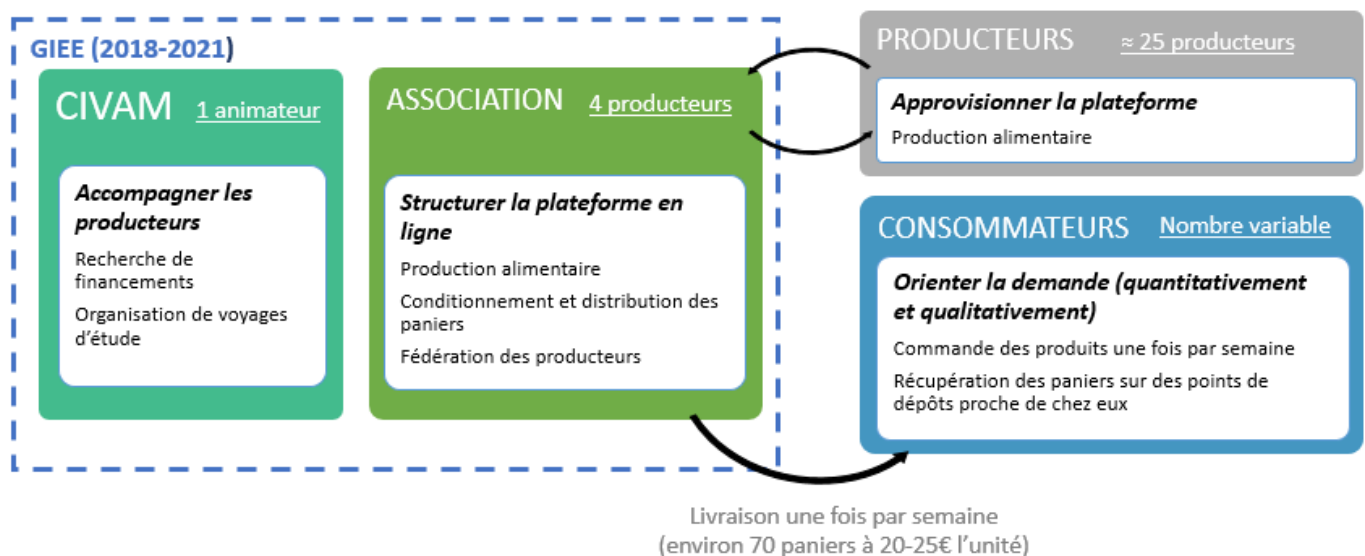 GIEE (2018-2021)
CIVAM 1 animateur
Accompagner les
producteurs
Recherche de
financements
Organisation de voyages
d'étude
ASSOCIATION 4 producteurs
Structurer la plateforme en
ligne
Production alimentaire
Conditionnement et distribution des
paniers
Fédération des producteurs
PRODUCTEURS ≈ 25 producteurs
Approvisionner la plateforme
Production alimentaire
CONSOMMATEURS Nombre variable
Orienter la demande (quantitativement
et qualitativement)
Commande des produits une fois par semaine
Récupération des paniers sur des points de
dépôts proche de chez eux
Livraison une fois par semaine
(environ 70 paniers à 20-25€ l'unité)